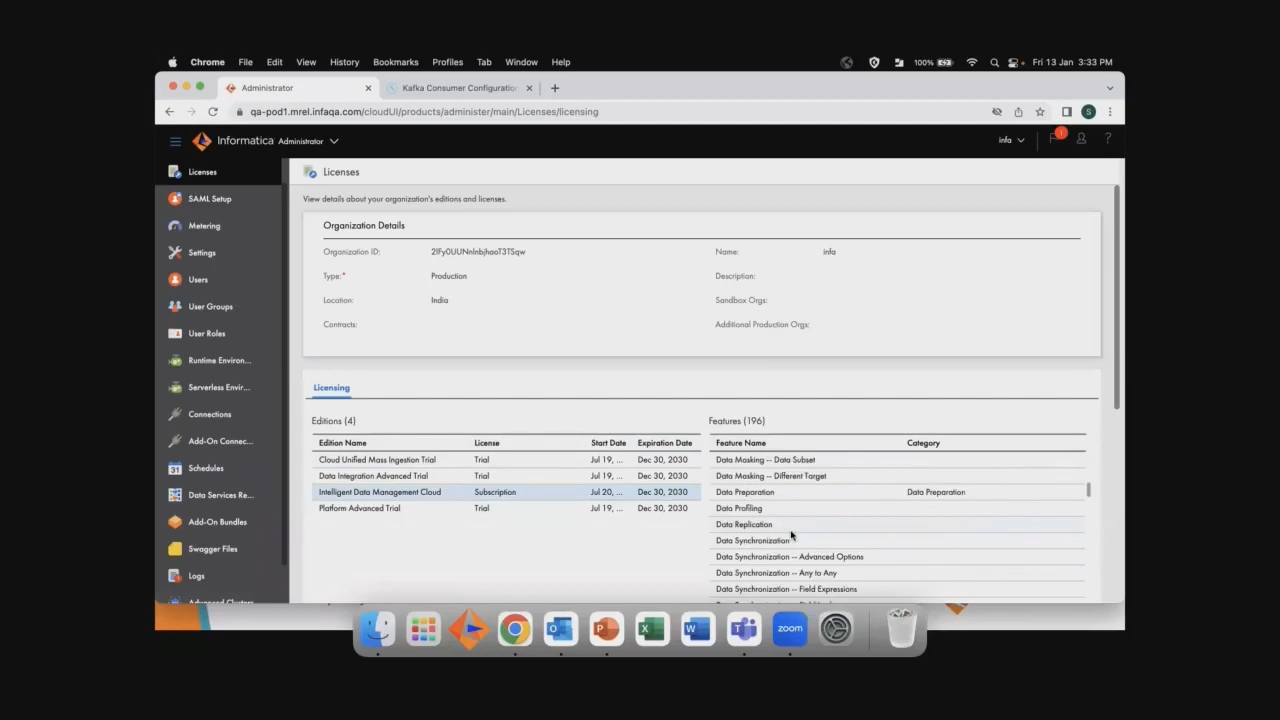 Chrome File Edit View History Bookmarks Profiles Tab Window Help 100% Fri 13 Jan 3:33 PM
Administrator Kafka Consumer Configuration
qa-pod1.mrel.infaqa.com/cloudUI/products/administer/main/Licenses/licensing S
Informatica Administrator infa 1 ?
Licenses
SAML Setup
Metering
Settings
Users
User Groups
User Roles
Runtime Environ...
Serverless Envir...
Connections
Add-On Connec...
31 Schedules
Data Services Re...
Add-On Bundles
Swagger Files
Logs
Advanced Clusters
Licenses
View details about your organization's editions and licenses.
Organization Details
Name: infa
Type:* Production Description:
Location: India Sandbox Orgs:
Contracts: Additional Production Orgs:
Organization ID:
Licensing
Editions (4)
Edition Name License Start Date Expiration Date
Cloud Unified Mass Ingestion Trial Trial Jul 19, ... Dec 30, 2030
Data Integration Advanced Trial Trial Jul 19, ... Dec 30, 2030
Intelligent Data Management Cloud Subscription Jul 20, ... Dec 30, 2030
Platform Advanced Trial Trial Jul 19, ... Dec 30, 2030
Features (196)
Feature Name Category
Data Masking -- Data Subset
Data Masking -- Different Target
Data Preparation Data Preparation
Data Profiling
Data Replication
Data Synchronization
Data Synchronization -- Advanced Options
Data Synchronization -- Any to Any
Data Synchronization -- Field Expressions
zoom